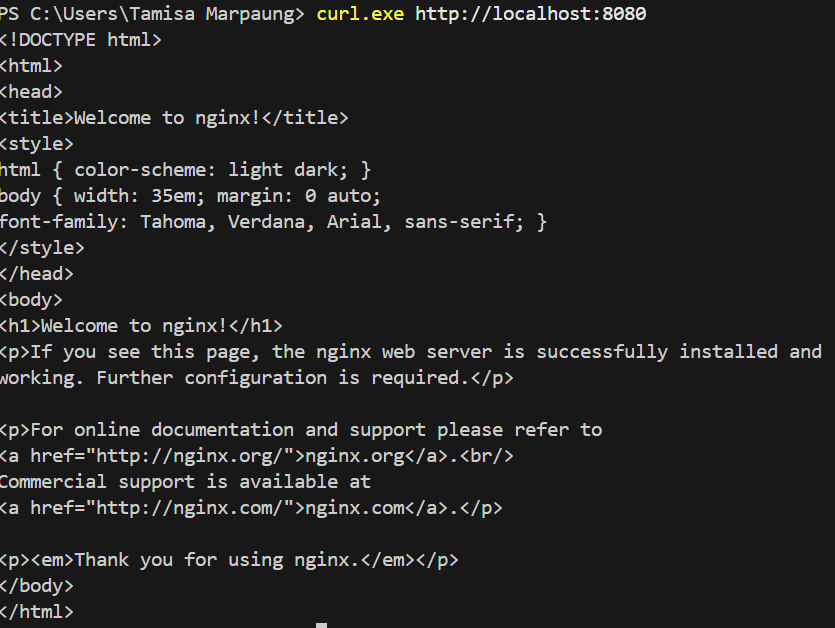 PS C:\Users\Tamisa Marpaung> curl.exe http://localhost:8080
<!DOCTYPE html>
<html>
<head>
<title>Welcome to nginx!</title>
<style>
html { color-scheme: light dark; }
body { width: 35em; margin: 0 auto;
font-family: Tahoma, Verdana, Arial, sans-serif; }
</style>
</head>
<body>
<h1>Welcome to nginx!</h1>
<p>If you see this page, the nginx web server is successfully installed and
working. Further configuration is required.</p>

<p>For online documentation and support please refer to
<a href="http://nginx.org/">nginx.org</a>.<br/>
Commercial support is available at
<a href="http://nginx.com/">nginx.com</a>.</p>

<p><em>Thank you for using nginx.</em></p>
</body>
</html>